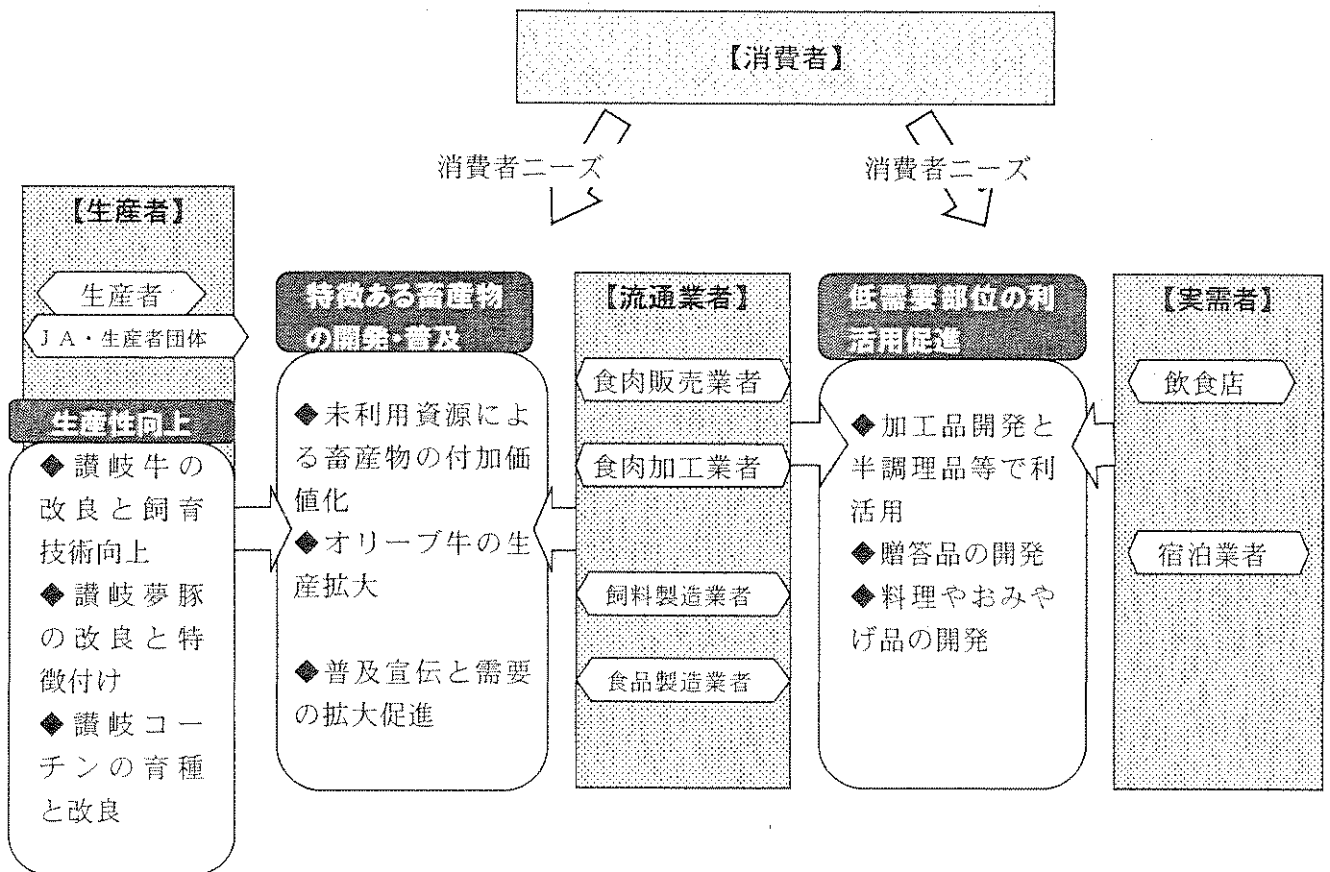 【消費者】
消費者ニーズ
消費者ニーズ
【生産者】
生産者
JA・生産者団体
生産性向上
◆讃岐牛の
改良と飼育
技術向上
◆讃岐夢豚
の改良と特
徴付け
◆讃岐コー
チンの育種
と改良
特徴ある畜産物
の開発・普及
◆未利用資源によ
る畜産物の付加価
値化
◆オリーブ牛の生
産拡大
◆普及宣伝と需要
の拡大促進
【流通業者】
食肉販売業者
食肉加工業者
飼料製造業者
食品製造業者
低需要部位の利
活用促進
◆加工品開発と
半調理品等で利
活用
◆贈答品の開発
◆料理やおみや
げ品の開発
【実需者】
飲食店
宿泊業者